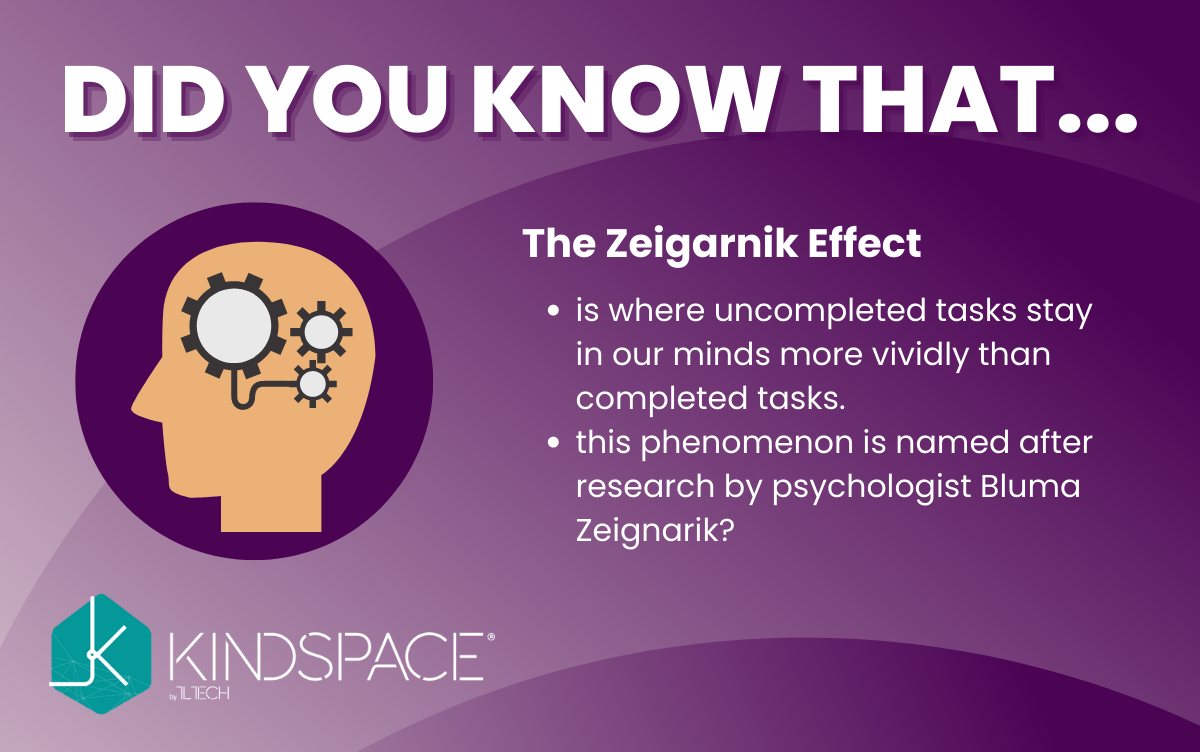 DID YOU KNOW THAT...
The Zeigarnik Effect
• is where uncompleted tasks stay
in our minds more vividly than
completed tasks.
• this phenomenon is named after
research by psychologist Bluma
Zeignarik?
KINDSPACE®
by TLTECH